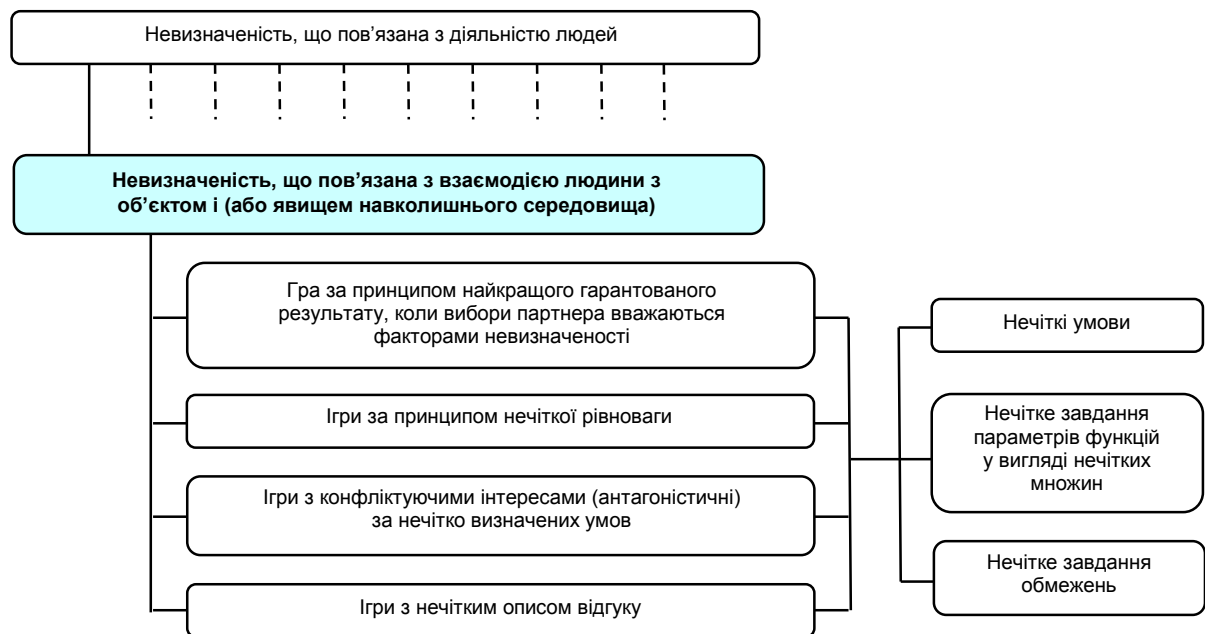 Невизначеність, що пов’язана з діяльністю людей
Невизначеність, що пов’язана з взаємодією людини з
об’єктом і (або явищем навколишнього середовища)
Гра за принципом найкращого гарантованого
результату, коли вибори партнера вважаються
факторами невизначеності
Ігри за принципом нечіткої рівноваги
Ігри з конфліктуючими інтересами (антагоністичні)
за нечітко визначених умов
Ігри з нечітким описом відгуку
Нечіткі умови
Нечітке завдання
параметрів функцій
у вигляді нечітких
множин
Нечітке завдання
обмежень